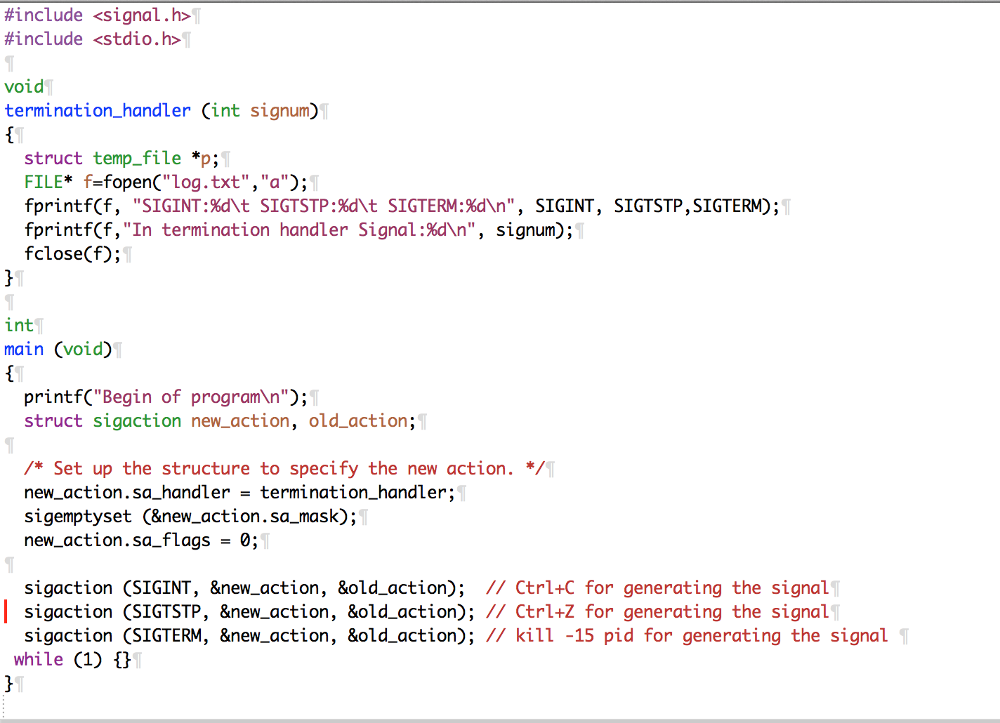 #include <signal.h>¶
#include <stdio.h>¶
¶
void¶
termination_handler (int signum)¶
{¶
  struct temp_file *p;¶
  FILE* f=fopen("log.txt","a");¶
  fprintf(f, "SIGINT:%d\t SIGTSTP:%d\t SIGTERM:%d\n", SIGINT, SIGTSTP,SIGTERM);¶
  fprintf(f,"In termination handler Signal:%d\n", signum);¶
  fclose(f);¶
}¶
¶
int¶
main (void)¶
{¶
  printf("Begin of program\n");¶
  struct sigaction new_action, old_action;¶
¶
  /* Set up the structure to specify the new action. */¶
  new_action.sa_handler = termination_handler;¶
  sigemptyset (&new_action.sa_mask);¶
  new_action.sa_flags = 0;¶
¶
  sigaction (SIGINT, &new_action, &old_action);  // Ctrl+C for generating the signal¶
  sigaction (SIGTSTP, &new_action, &old_action); // Ctrl+Z for generating the signal¶
  sigaction (SIGTERM, &new_action, &old_action); // kill -15 pid for generating the signal ¶
 while (1) {}¶
}¶